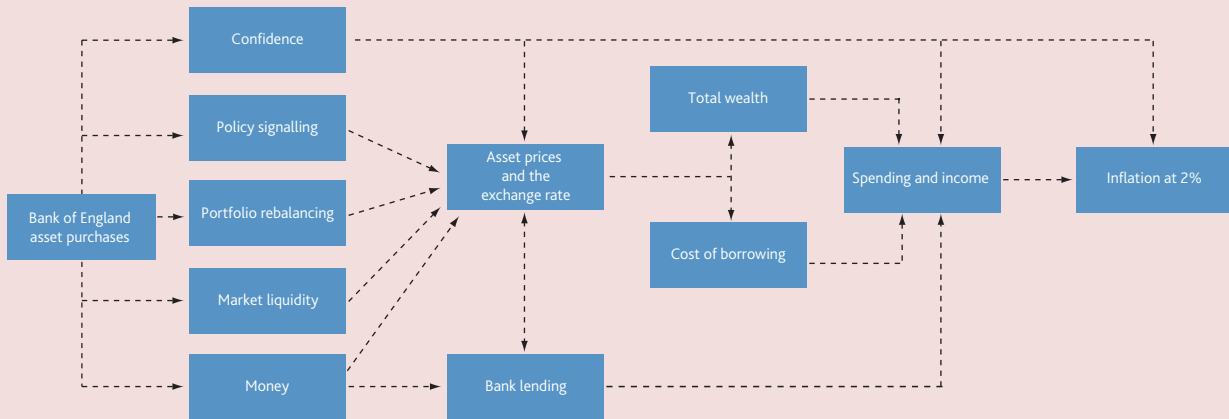 Confidence
Policy signalling
Portfolio rebalancing
Bank of England
asset purchases
Market liquidity
Money
Asset prices
and the
exchange rate
Bank lending
Total wealth
Cost of borrowing
Spending and income
Inflation at 2%